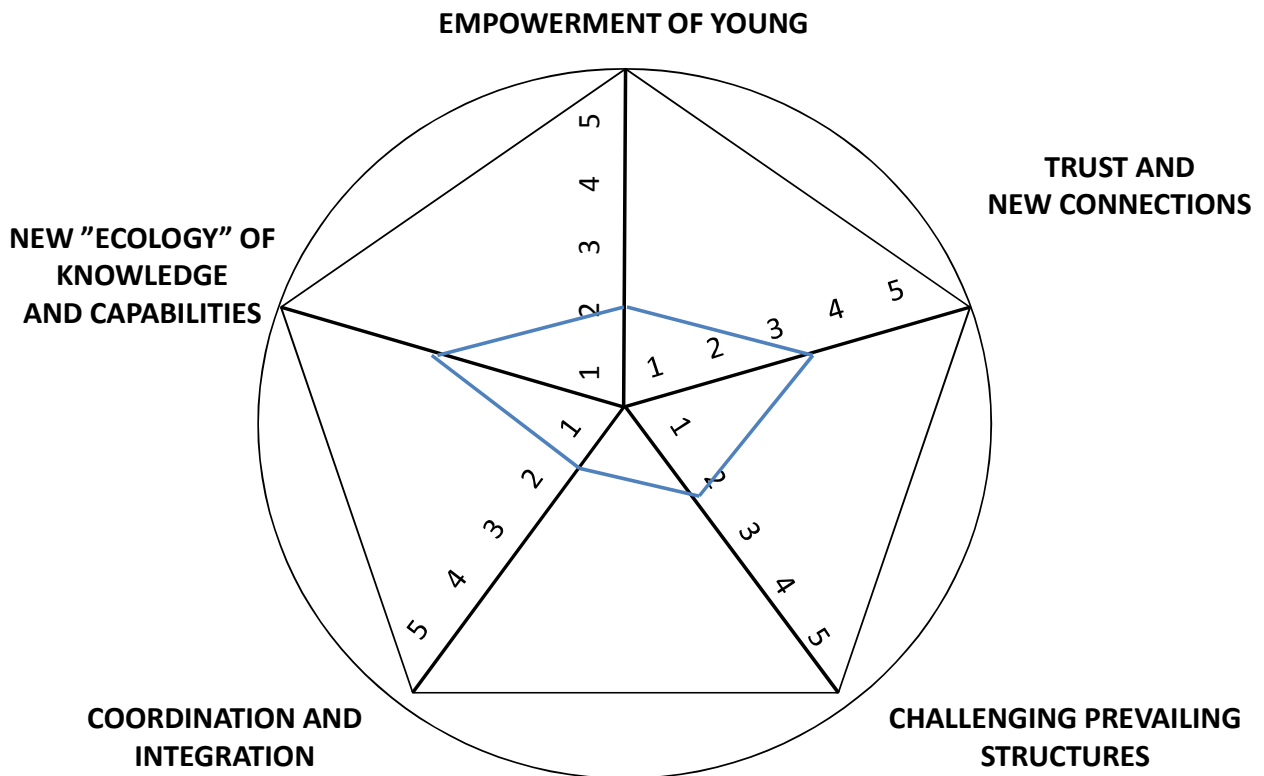 EMPOWERMENT OF YOUNG
TRUST AND
NEW CONNECTIONS
NEW ”ECOLOGY” OF
KNOWLEDGE
AND CAPABILITIES
5
4
3
2
1
1 2 3 4 5
1
2
3
4
5
1
2
3
4
5
COORDINATION AND
INTEGRATION
CHALLENGING PREVAILING
STRUCTURES